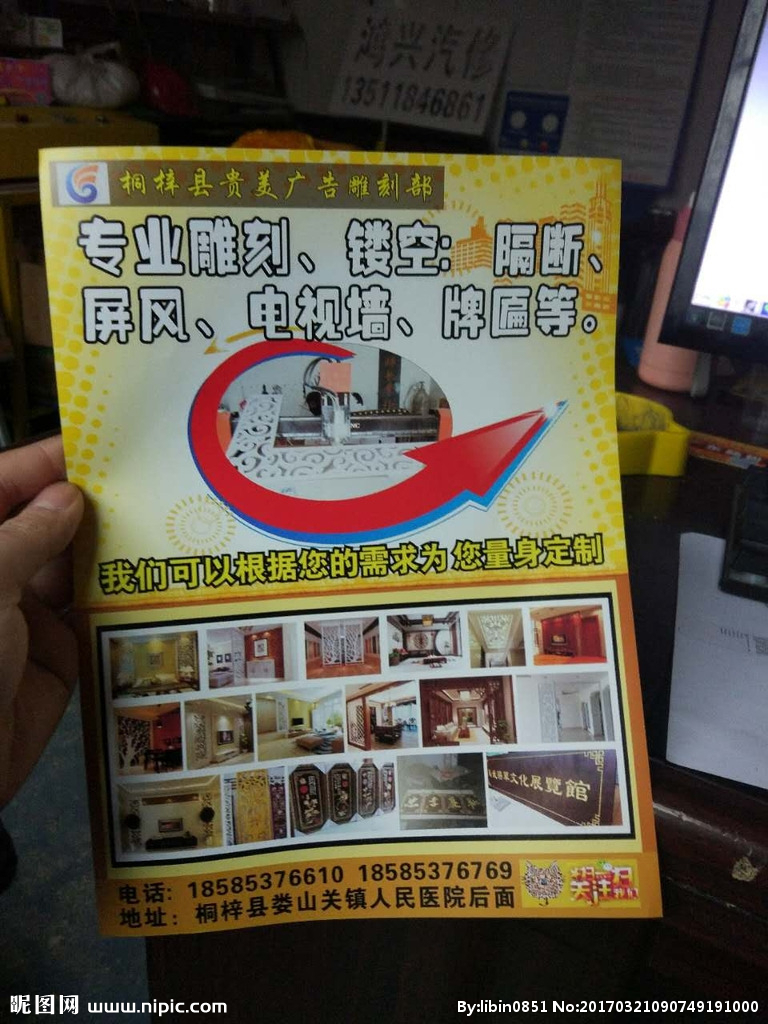 鸿兴汽修
13511846861
桐梓县贵美广告雕刻部
专业雕刻、镂空：隔断、
屏风、电视墙、牌匾等。
我们可以根据您的需求为您量身定制
文化展覽館
电话：18585376610 18585376769
地址：桐梓县娄山关镇人民医院后面
昵图网 www.nipic.com
By:libin0851 No:20170321090749191000